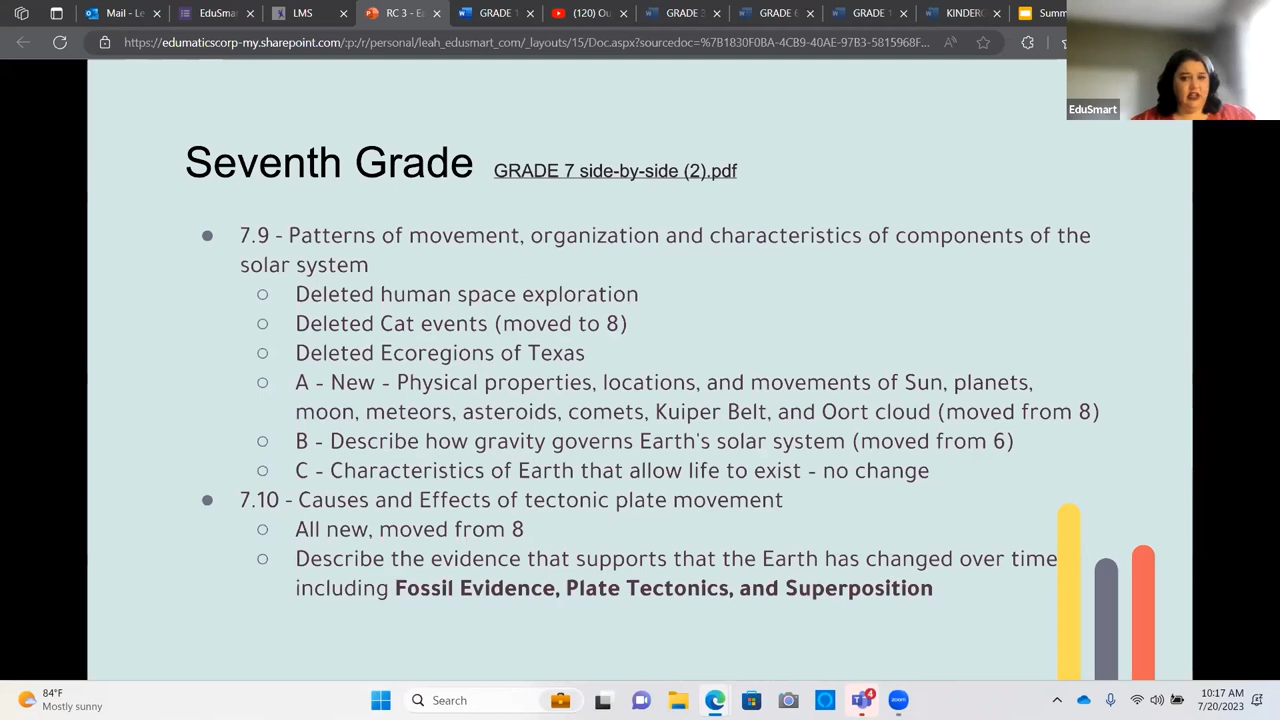 Mail - Le
EduSmar
LMS
RC 3 - Ea
GRADE 1
(120) Ou
GRADE 3
GRADE 6
GRADE 1
KINDERG
Summ
https://edumaticscorp-my.sharepoint.com/:p:/r/personal/leah_edusmart_com/_layouts/15/Doc.aspx?sourcedoc=%7B1830F0BA-4CB9-40AE-97B3-5815968F...
EduSmart
Seventh Grade GRADE 7 side-by-side (2).pdf
● 7.9 - Patterns of movement, organization and characteristics of components of the
solar system
○ Deleted human space exploration
○ Deleted Cat events (moved to 8)
○ Deleted Ecoregions of Texas
○ A - New - Physical properties, locations, and movements of Sun, planets,
moon, meteors, asteroids, comets, Kuiper Belt, and Oort cloud (moved from 8)
○ B - Describe how gravity governs Earth's solar system (moved from 6)
○ C - Characteristics of Earth that allow life to exist - no change
● 7.10 - Causes and Effects of tectonic plate movement
○ All new, moved from 8
○ Describe the evidence that supports that the Earth has changed over time
including Fossil Evidence, Plate Tectonics, and Superposition
84°F
Mostly sunny
Search
4
zoom
10:17 AM
7/20/2023